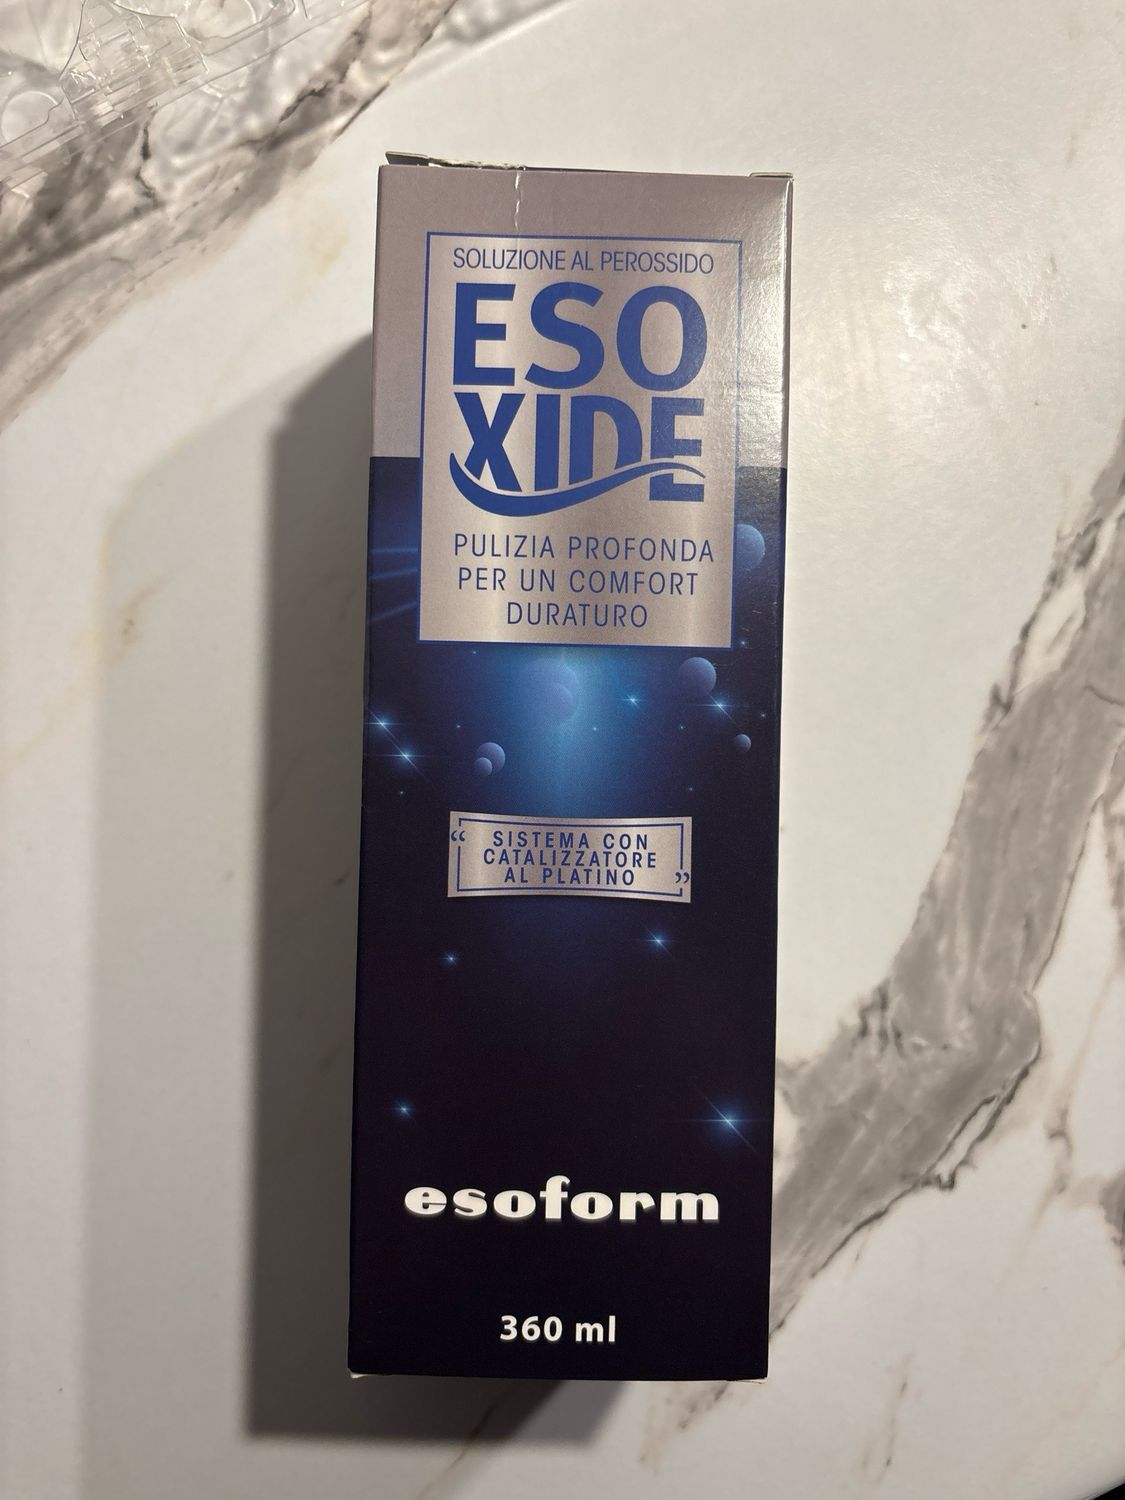 SOLUZIONE AL PEROSSIDO
ESO
XIDE
PULIZIA PROFONDA
PER UN COMFORT
DURATURO
“SISTEMA CON
CATALIZZATORE
AL PLATINO”
esoform
360 ml